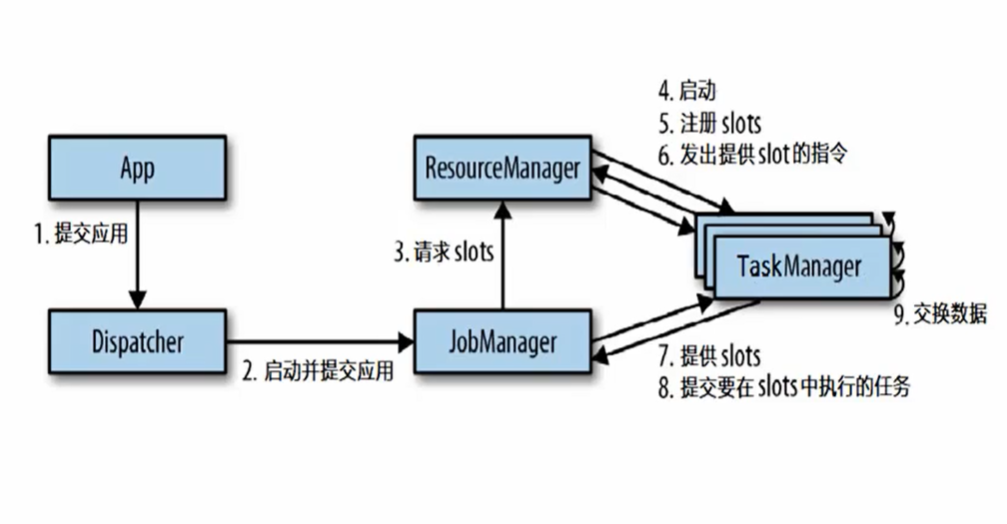 4. 启动
5. 注册 slots
6. 发出提供 slot 的指令
App
ResourceManager
1. 提交应用
3. 请求 slots
TaskManager
9. 交换数据
Dispatcher
JobManager
2. 启动并提交应用
7. 提供 slots
8. 提交要在 slots 中执行的任务